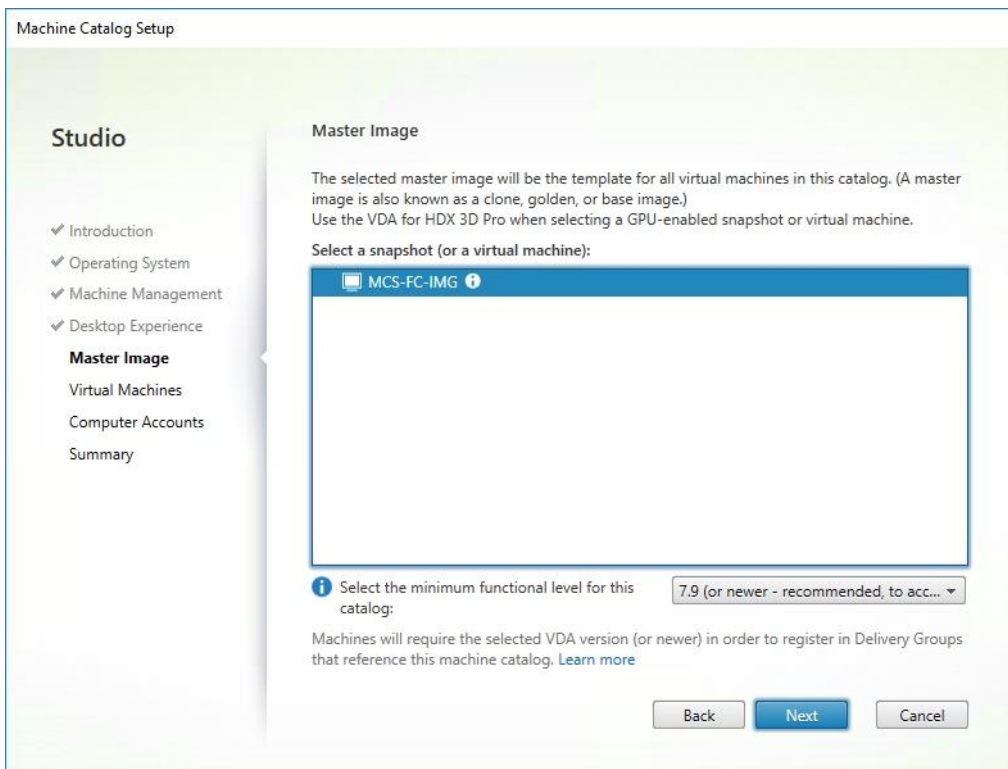 Machine Catalog Setup
Studio
Introduction
Operating System
Machine Management
Desktop Experience
Master Image
Virtual Machines
Computer Accounts
Summary
Master Image
The selected master image will be the template for all virtual machines in this catalog. (A master
image is also known as a clone, golden, or base image.)
Use the VDA for HDX 3D Pro when selecting a GPU-enabled snapshot or virtual machine.
Select a snapshot (or a virtual machine):
MCS-FC-IMG
Select the minimum functional level for this
catalog:
7.9 (or newer - recommended, to acc...
Machines will require the selected VDA version (or newer) in order to register in Delivery Groups
that reference this machine catalog. Learn more
Back
Next
Cancel